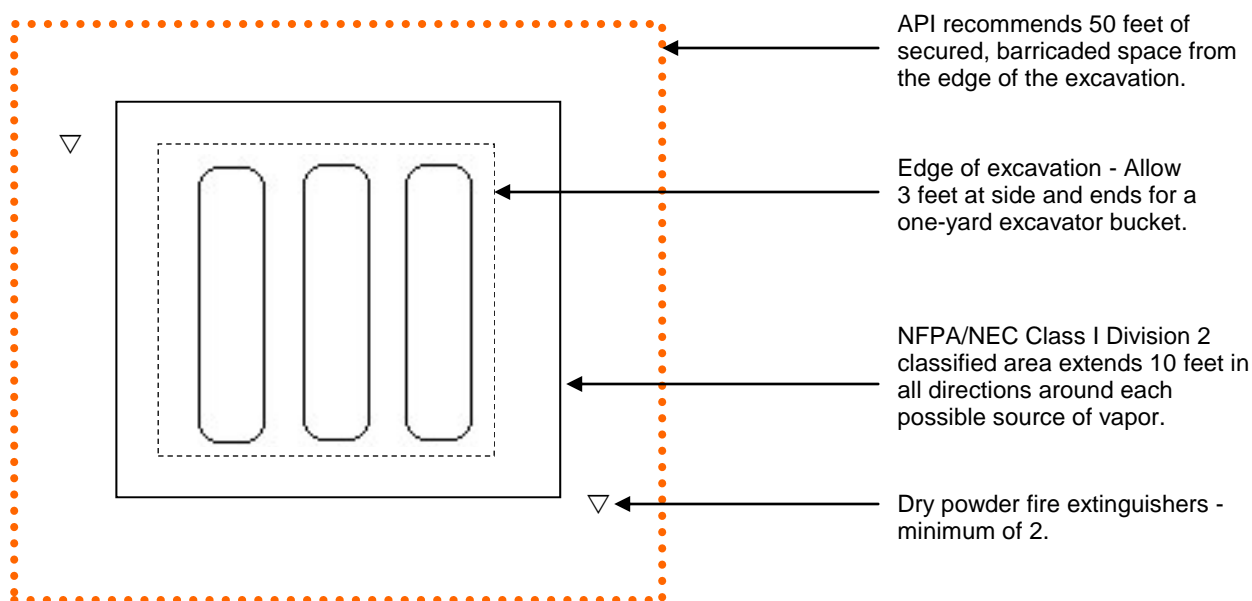 API recommends 50 feet of
secured, barricaded space from
the edge of the excavation.
Edge of excavation - Allow
3 feet at side and ends for a
one-yard excavator bucket.
NFPA/NEC Class I Division 2
classified area extends 10 feet in
all directions around each
possible source of vapor.
Dry powder fire extinguishers -
minimum of 2.